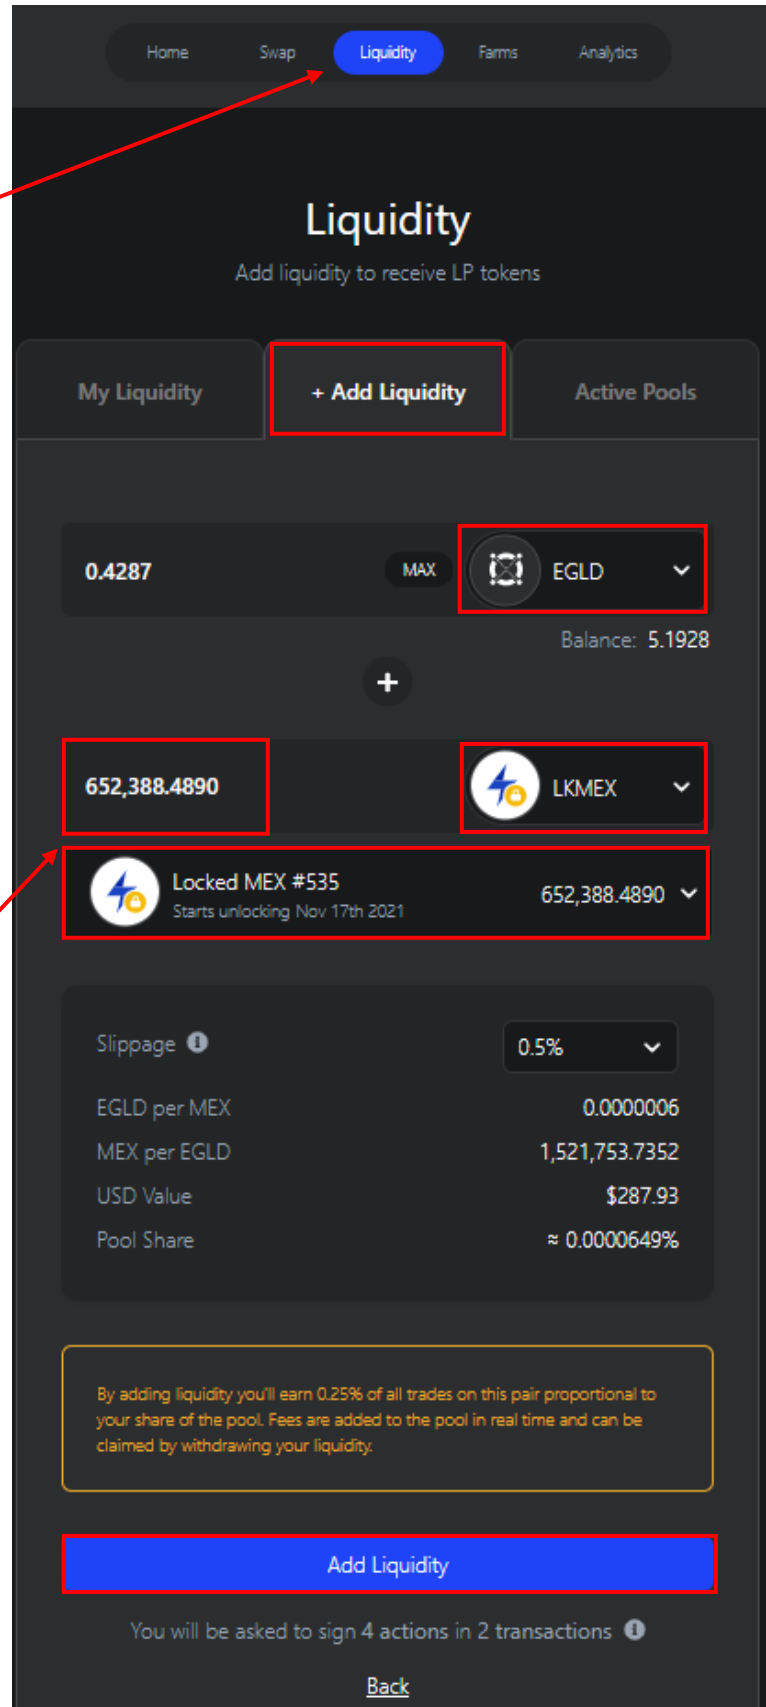 Home Swap Liquidity Farms Analytics
Liquidity
Add liquidity to receive LP tokens
My Liquidity + Add Liquidity Active Pools
0.4287 MAX EGLD
Balance: 5.1928
+
652,388.4890 LKMEX
Locked MEX #535 652,388.4890
Starts unlocking Nov 17th 2021
Slippage 0.5%
EGLD per MEX 0.0000006
MEX per EGLD 1,521,753.7352
USD Value $287.93
Pool Share ≈ 0.0000649%
By adding liquidity you'll earn 0.25% of all trades on this pair proportional to
your share of the pool. Fees are added to the pool in real time and can be
claimed by withdrawing your liquidity.
Add Liquidity
You will be asked to sign 4 actions in 2 transactions
Back